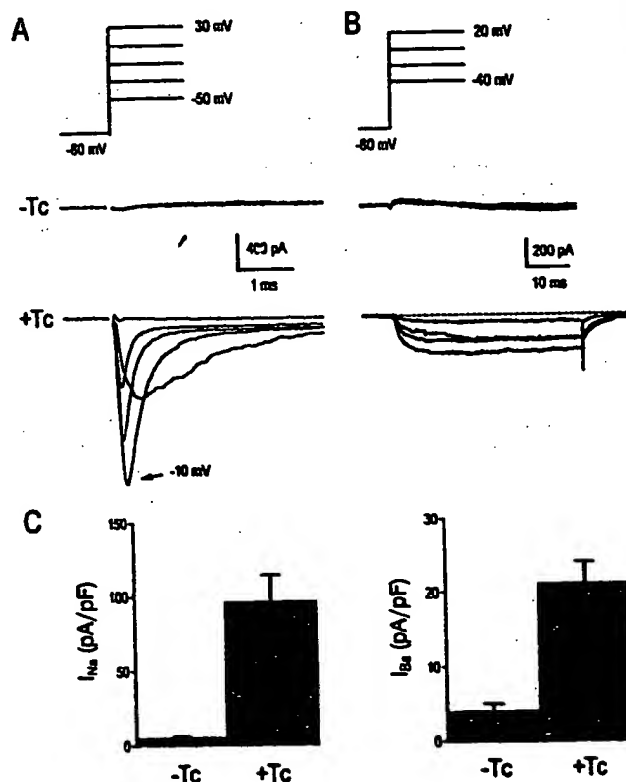 A
30 mV
-50 mV
-80 mV
B
20 mV
-40 mV
-80 mV
-Tc
400 pA
1 ms
200 pA
10 ms
+Tc
-10 mV
C
I_Na (pA/pF)
150
100
50
0
-Tc
+Tc
I_Ba (pA/pF)
30
20
10
0
-Tc
+Tc